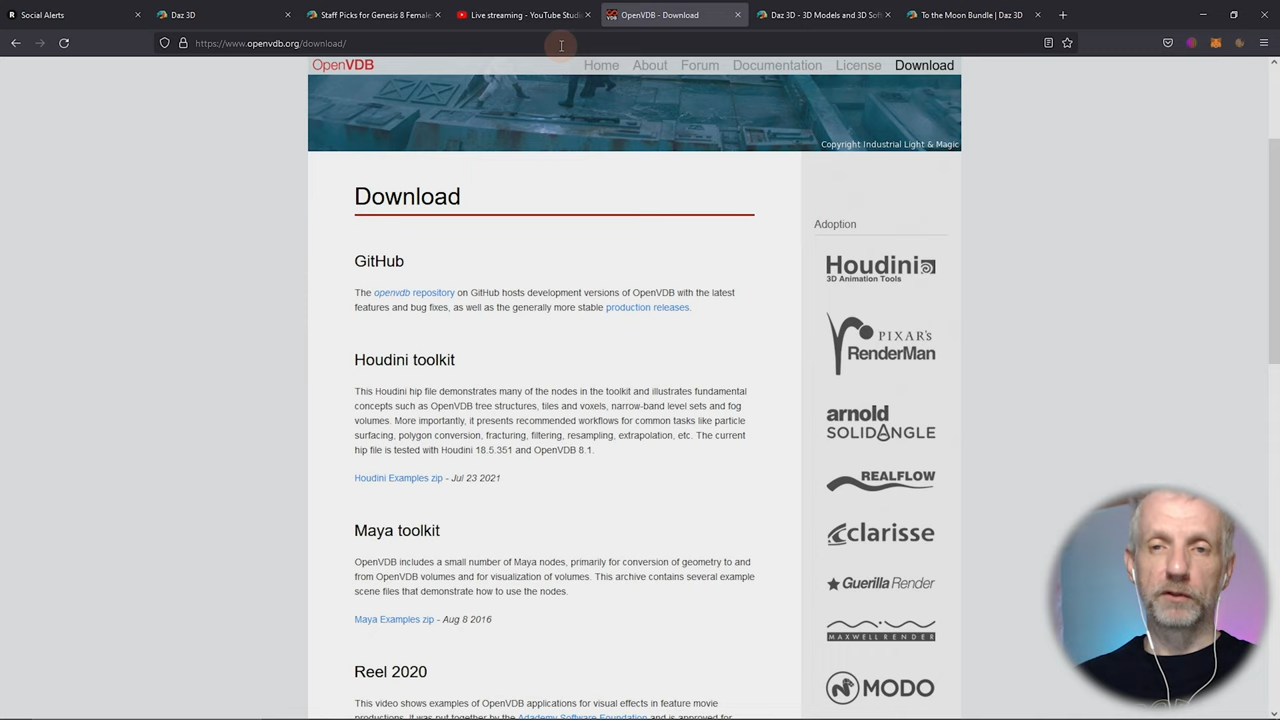 Social Alerts
Daz 3D
Staff Picks for Genesis 8 Female
Live streaming - YouTube Studio
OpenVDB - Download
Daz 3D - 3D Models and 3D Soft
To the Moon Bundle | Daz 3D
https://www.openvdb.org/download/
OpenVDB
Home About Forum Documentation License Download
Copyright Industrial Light & Magic
Download
GitHub
The openvdb repository on GitHub hosts development versions of OpenVDB with the latest
features and bug fixes, as well as the generally more stable production releases.
Houdini toolkit
This Houdini hip file demonstrates many of the nodes in the toolkit and illustrates fundamental
concepts such as OpenVDB tree structures, tiles and voxels, narrow-band level sets and fog
volumes. More importantly, it presents recommended workflows for common tasks like particle
surfacing, polygon conversion, fracturing, filtering, resampling, extrapolation, etc. The current
hip file is tested with Houdini 18.5.351 and OpenVDB 8.1.
Houdini Examples zip - Jul 23 2021
Maya toolkit
OpenVDB includes a small number of Maya nodes, primarily for conversion of geometry to and
from OpenVDB volumes and for visualization of volumes. This archive contains several example
scene files that demonstrate how to use the nodes.
Maya Examples zip - Aug 8 2016
Reel 2020
This video shows examples of OpenVDB applications for visual effects in feature movie
productions. It was put together by the Adademy Software Foundation and is approved for
Adoption
Houdini
3D Animation Tools
PIXAR'S
RenderMan
arnold
SOLIDANGLE
REALFLOW
clarisse
Guerilla Render
MAXWELL RENDER
MODO